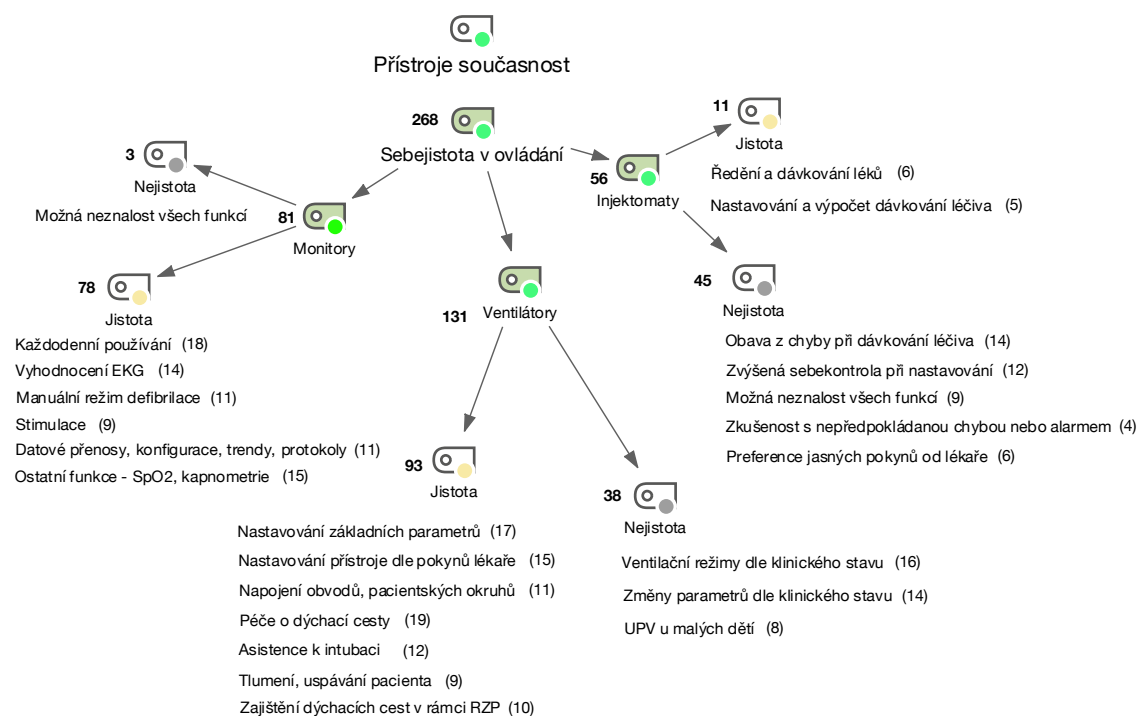 Přístroje současnost
268
Sebejistota v ovládání
11
Jistota
Ředění a dávkování léků (6)
Nastavování a výpočet dávkování léčiva (5)
3
Nejistota
Možná neznalost všech funkcí
81
Monitory
56
Injektomaty
78
Jistota
Každodenní používání (18)
Vyhodnocení EKG (14)
Manuální režim defibrilace (11)
Stimulace (9)
Datové přenosy, konfigurace, trendy, protokoly (11)
Ostatní funkce - SpO2, kapnometrie (15)
131
Ventilátory
45
Nejistota
Obava z chyby při dávkování léčiva (14)
Zvýšená sebekontrola při nastavování (12)
Možná neznalost všech funkcí (9)
Zkušenost s nepředpokládanou chybou nebo alarmem (4)
Preference jasných pokynů od lékaře (6)
93
Jistota
Nastavování základních parametrů (17)
Nastavování přístroje dle pokynů lékaře (15)
Napojení obvodů, pacientských okruhů (11)
Péče o dýchací cesty (19)
Asistence k intubaci (12)
Tlumení, uspávání pacienta (9)
Zajištění dýchacích cest v rámci RZP (10)
38
Nejistota
Ventilační režimy dle klinického stavu (16)
Změny parametrů dle klinického stavu (14)
UPV u malých dětí (8)